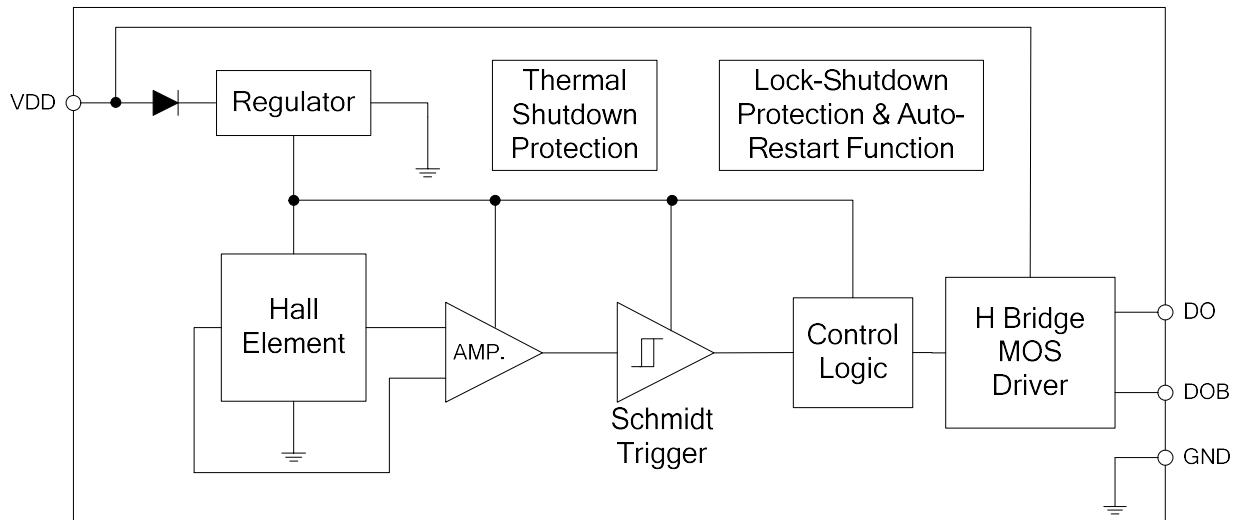 VDD
Regulator
Thermal
Shutdown
Protection
Lock-Shutdown
Protection & Auto-
Restart Function
Hall
Element
AMP.
Schmidt
Trigger
Control
Logic
H Bridge
MOS
Driver
DO
DOB
GND